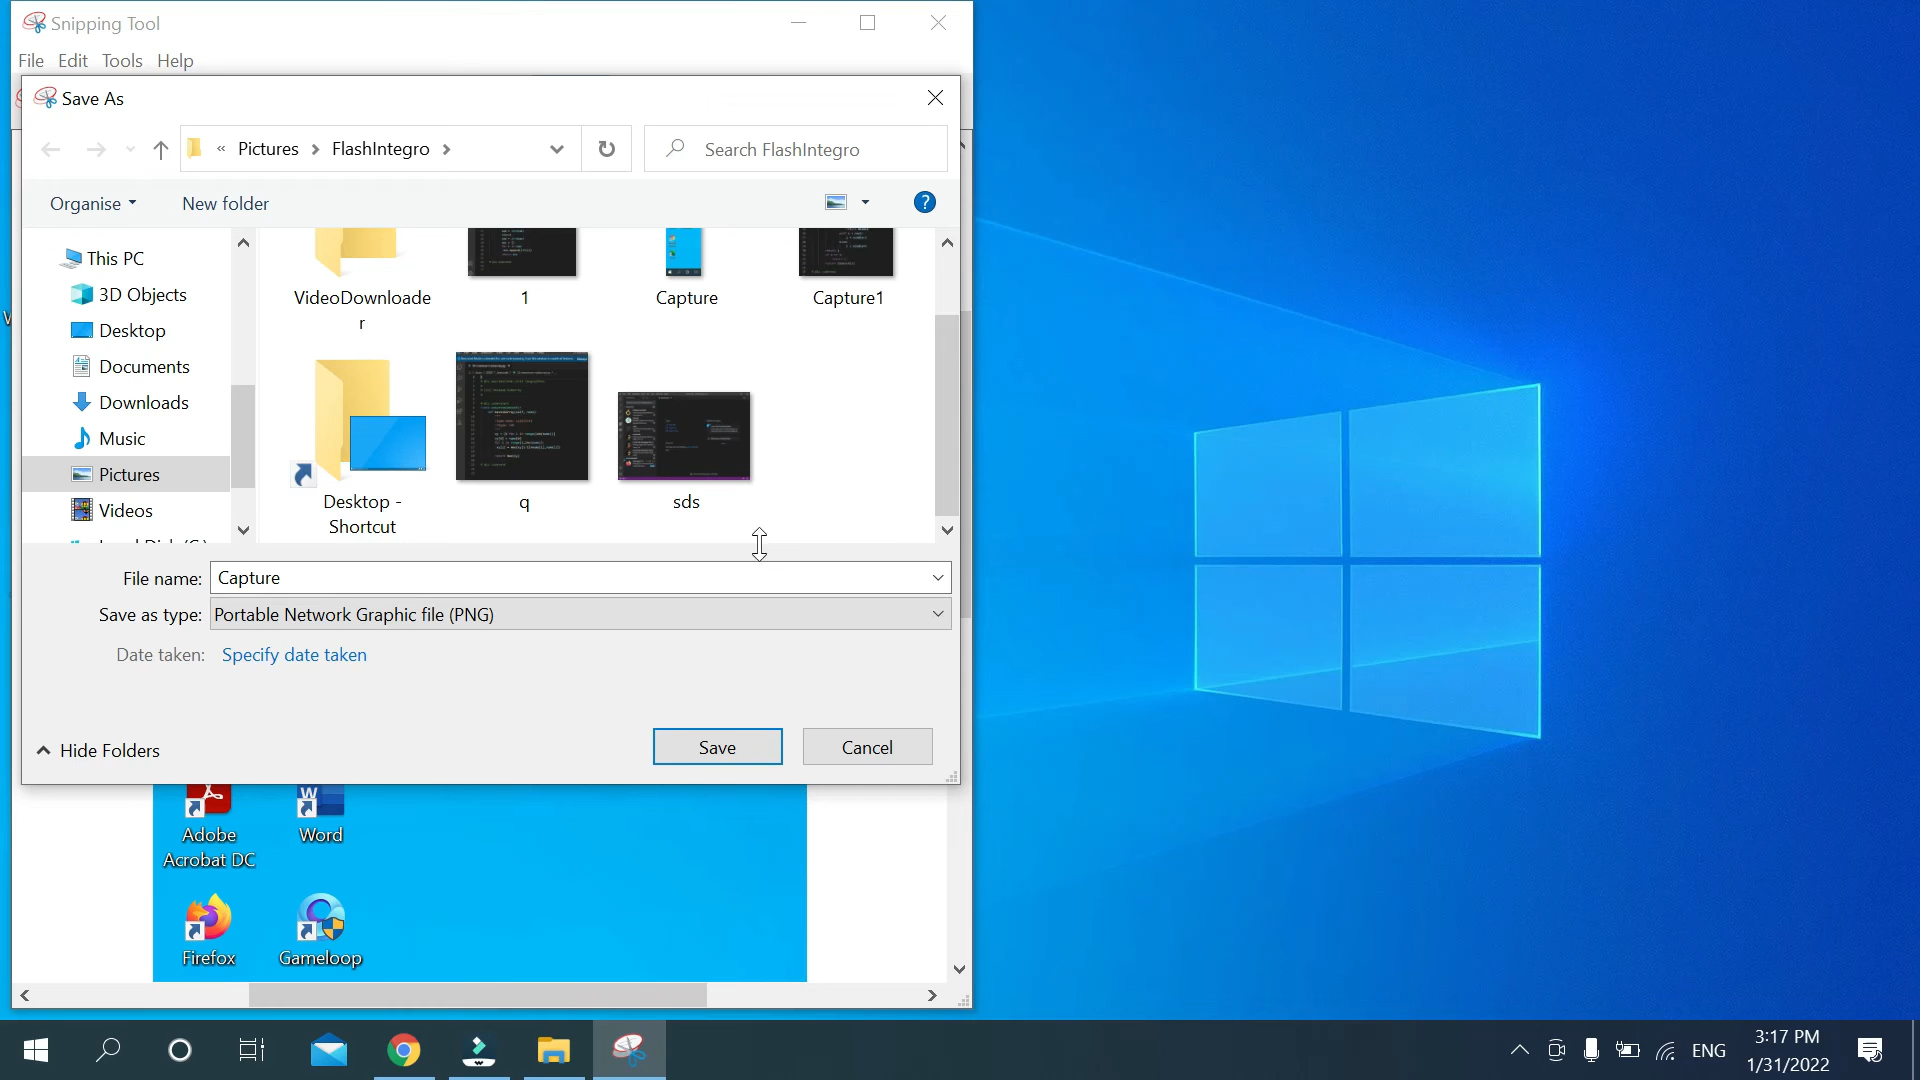 Snipping Tool
File Edit Tools Help
Save As
« Pictures > FlashIntegro >
Search FlashIntegro
Organise New folder
?
This PC
3D Objects
Desktop
Documents
Downloads
Music
Pictures
Videos
VideoDownloade
r
1
Capture
Capture1
Desktop -
Shortcut
q
sds
File name: Capture
Save as type: Portable Network Graphic file (PNG)
Date taken: Specify date taken
Hide Folders
Save
Cancel
Adobe
Acrobat DC
Word
Firefox
Gameloop
ENG
3:17 PM
1/31/2022